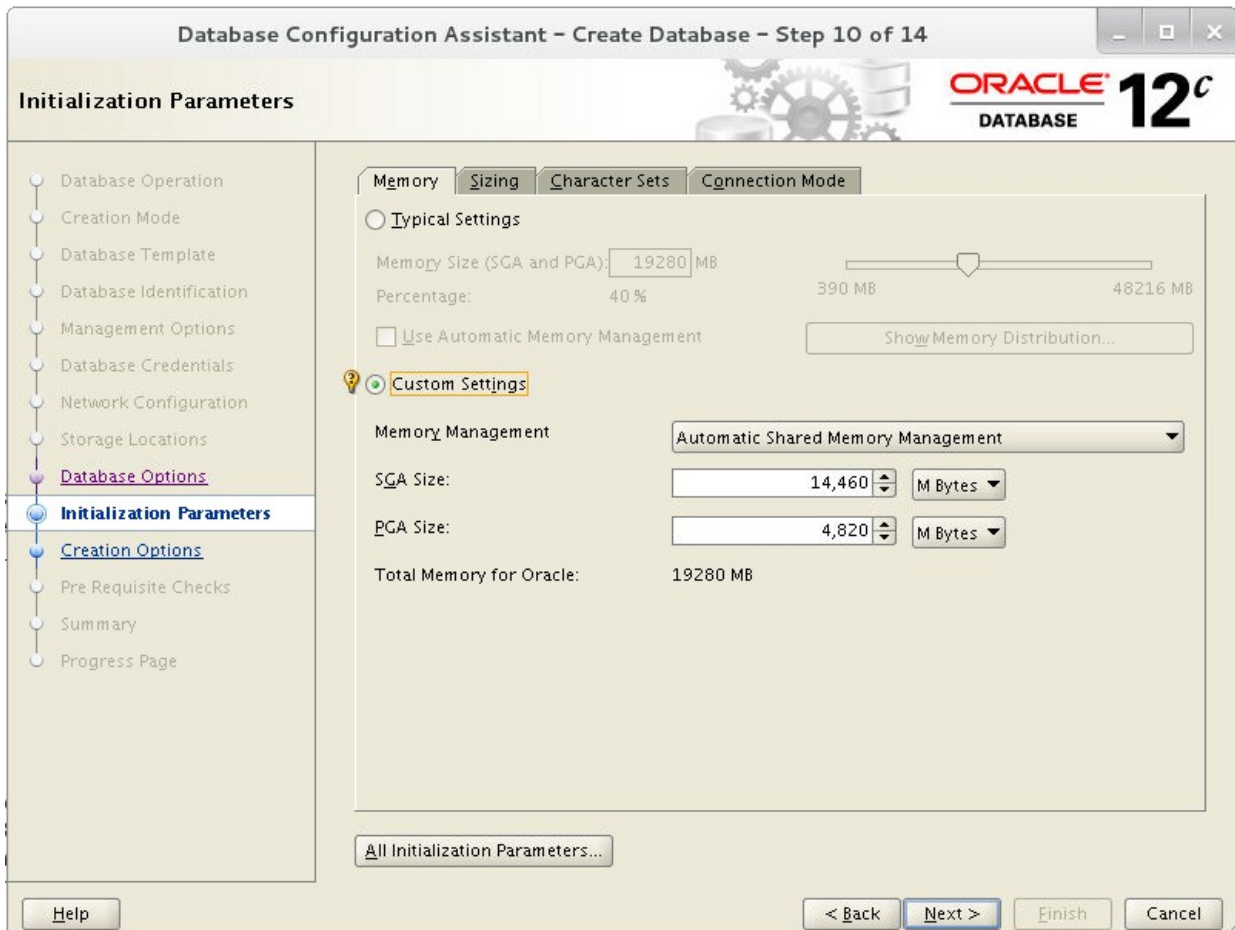 Database Configuration Assistant - Create Database - Step 10 of 14
Initialization Parameters
ORACLE
DATABASE
12c
Database Operation
Creation Mode
Database Template
Database Identification
Management Options
Database Credentials
Network Configuration
Storage Locations
Database Options
Initialization Parameters
Creation Options
Pre Requisite Checks
Summary
Progress Page
Memory Sizing Character Sets Connection Mode
Typical Settings
Memory Size (SGA and PGA): 19280 MB
390 MB 48216 MB
Percentage: 40 %
Use Automatic Memory Management Show Memory Distribution...
Custom Settings
Memory Management Automatic Shared Memory Management
SGA Size: 14,460 M Bytes
PGA Size: 4,820 M Bytes
Total Memory for Oracle: 19280 MB
All Initialization Parameters...
Help < Back Next > Finish Cancel